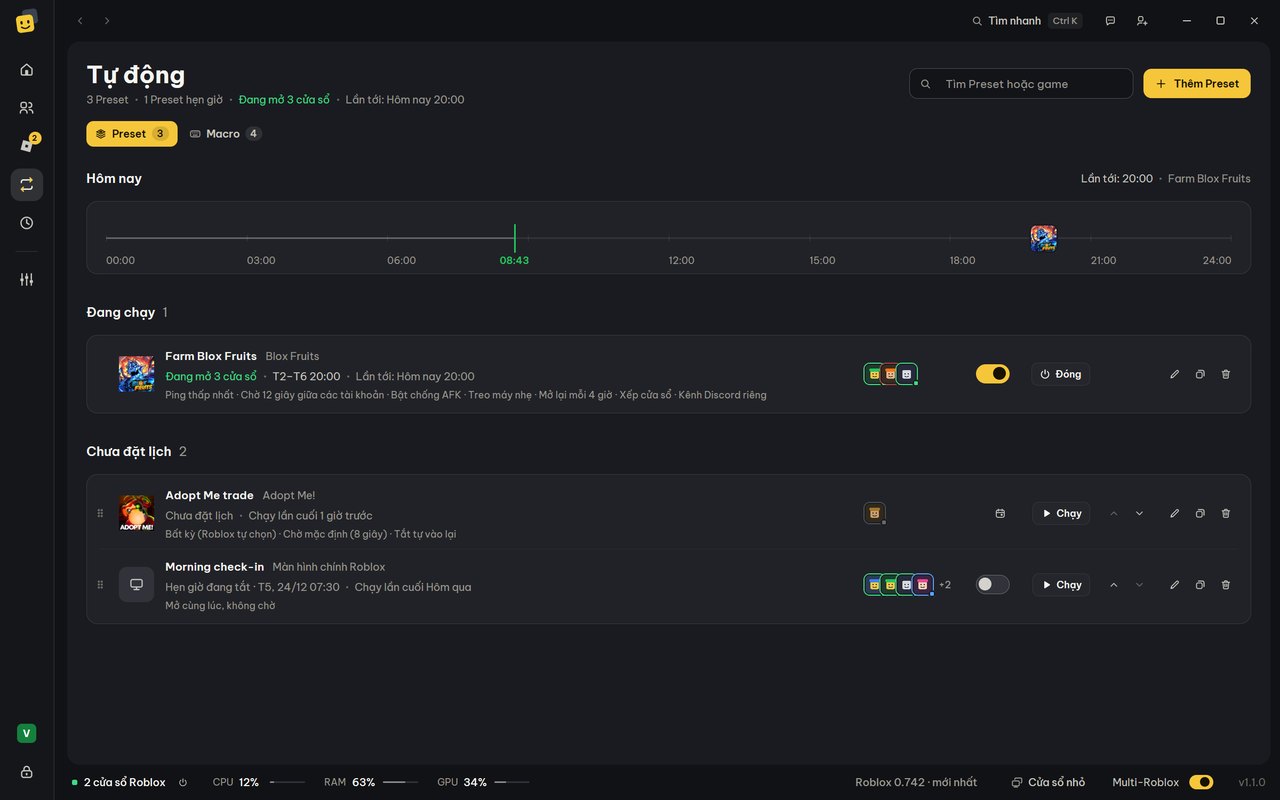 Tìm nhanh Ctrl K
Tự động
3 Preset · 1 Preset hẹn giờ · Đang mở 3 cửa sổ · Lần tới: Hôm nay 20:00
Tìm Preset hoặc game
Thêm Preset
Preset 3
Macro 4
2
Hôm nay
Lần tới: 20:00 · Farm Blox Fruits
00:00 03:00 06:00 08:43 12:00 15:00 18:00 21:00 24:00
Đang chạy 1
Farm Blox Fruits Blox Fruits
Đang mở 3 cửa sổ · T2–T6 20:00 · Lần tới: Hôm nay 20:00
Ping thấp nhất · Chờ 12 giây giữa các tài khoản · Bật chống AFK · Treo máy nhẹ · Mở lại mỗi 4 giờ · Xếp cửa sổ · Kênh Discord riêng
Đóng
Chưa đặt lịch 2
Adopt Me trade Adopt Me!
Chưa đặt lịch · Chạy lần cuối 1 giờ trước
Bất kỳ (Roblox tự chọn) · Chờ mặc định (8 giây) · Tắt tự vào lại
ADOPT ME!
Chạy
Morning check-in Màn hình chính Roblox
Hẹn giờ đang tắt · T5, 24/12 07:30 · Chạy lần cuối Hôm qua
Mở cùng lúc, không chờ
+2
Chạy
V
2 cửa sổ Roblox
CPU 12%
RAM 63%
GPU 34%
Roblox 0.742 · mới nhất
Cửa sổ nhỏ
Multi-Roblox
v1.1.0